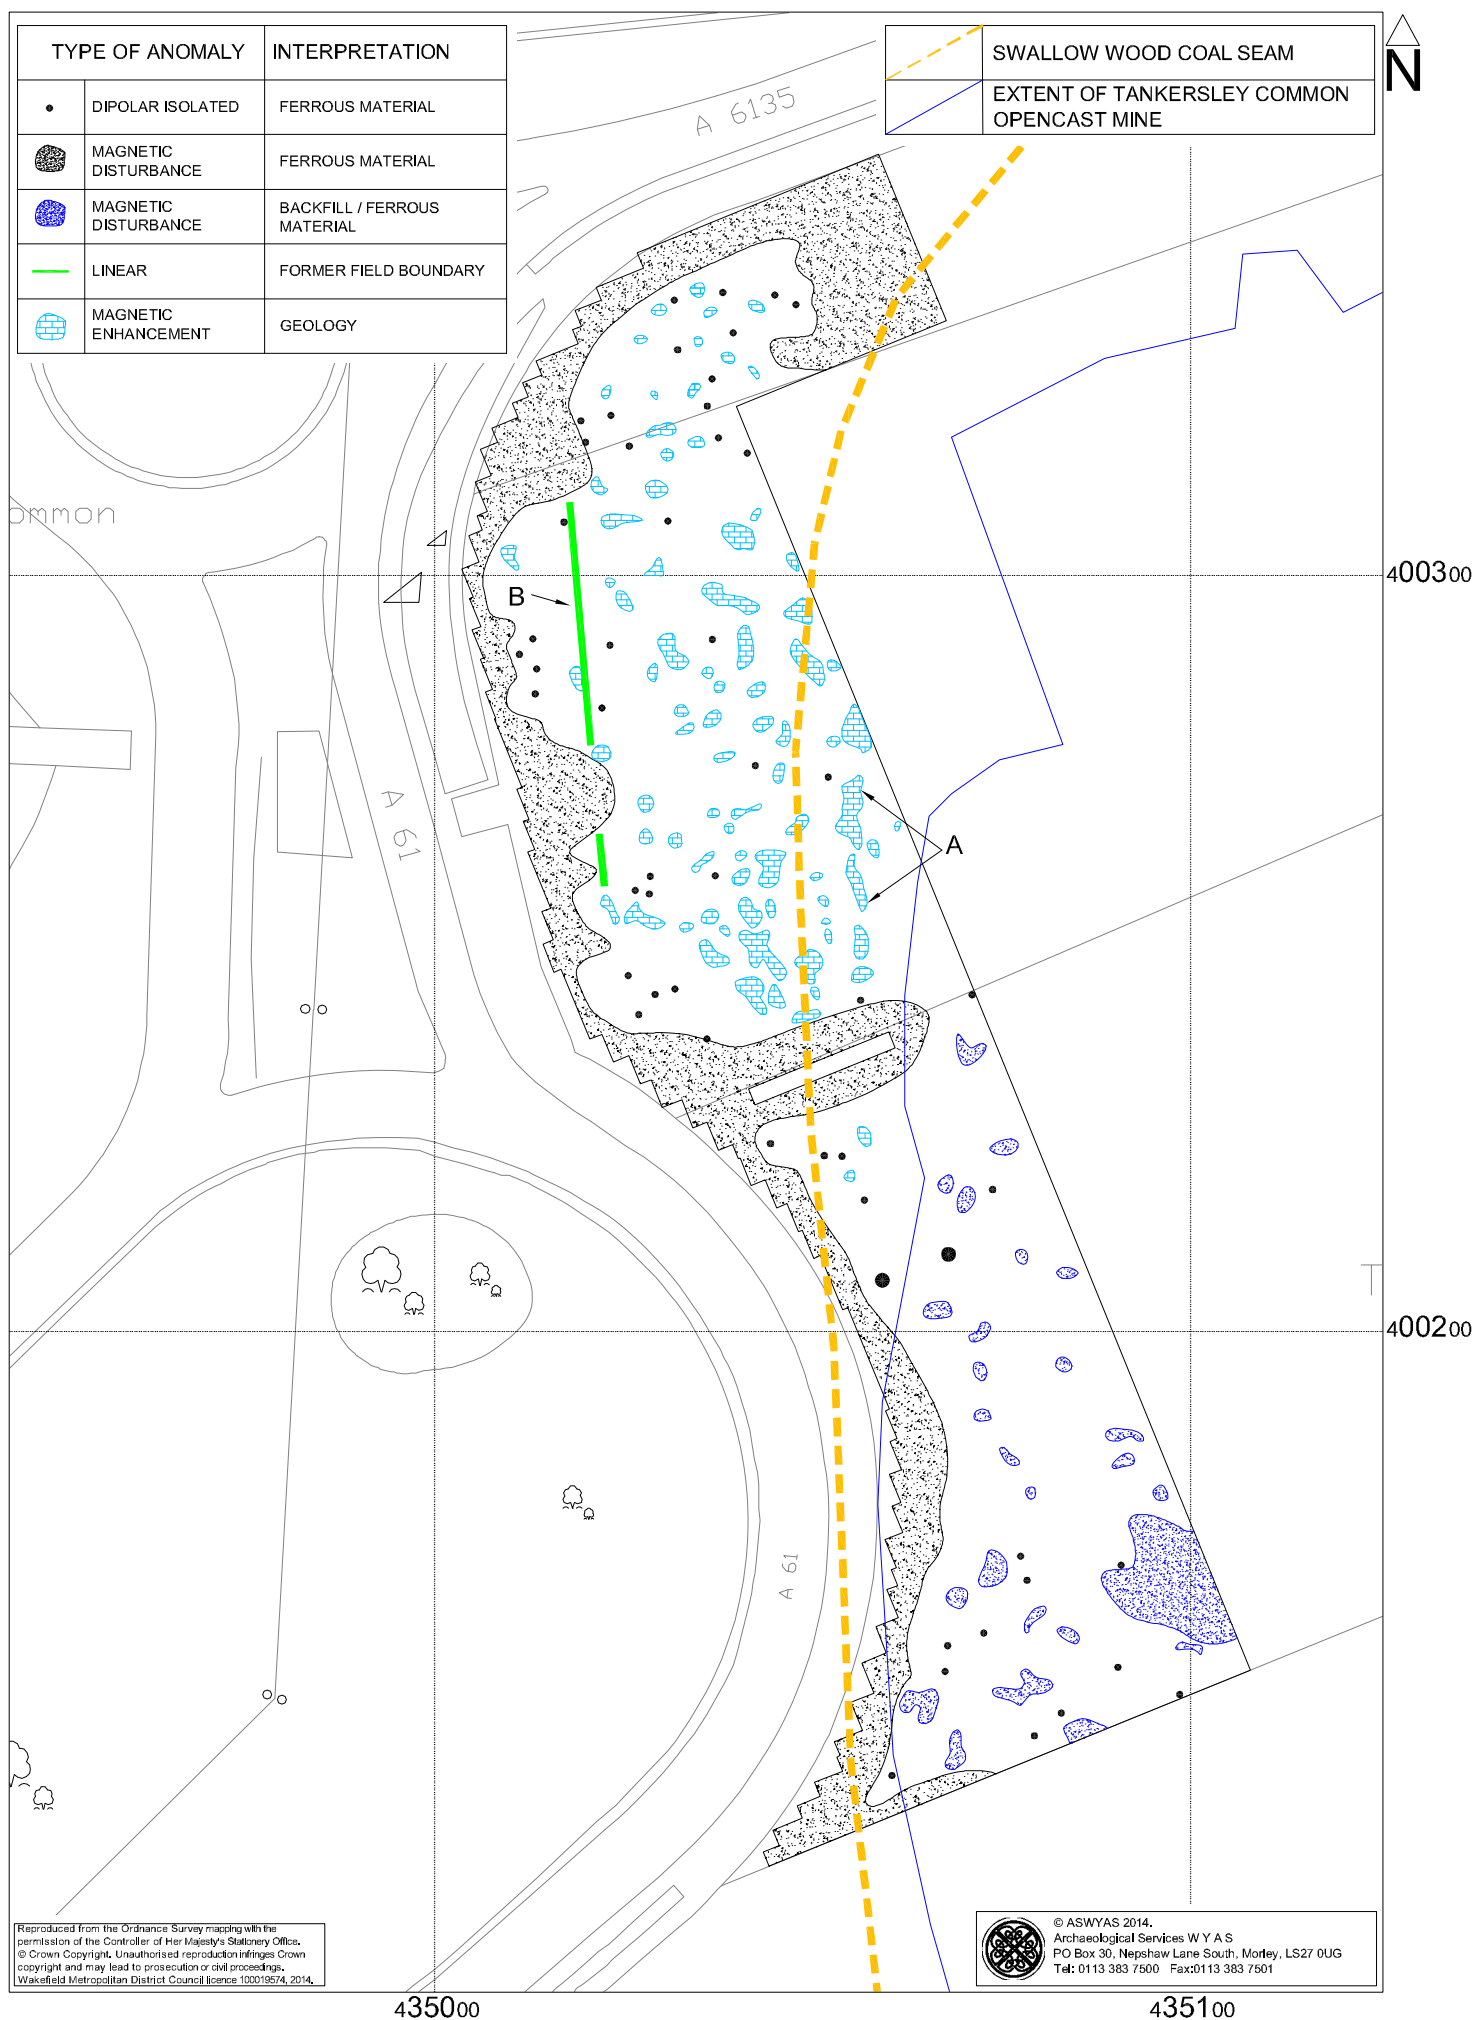 TYPE OF ANOMALY INTERPRETATION
DIPOLAR ISOLATED FERROUS MATERIAL
MAGNETIC
DISTURBANCE
FERROUS MATERIAL
MAGNETIC
DISTURBANCE
BACKFILL / FERROUS
MATERIAL
LINEAR FORMER FIELD BOUNDARY
MAGNETIC
ENHANCEMENT
GEOLOGY
SWALLOW WOOD COAL SEAM
EXTENT OF TANKERSLEY COMMON
OPENCAST MINE
N
A 6135
ommon
400300
B
A 61
A
T
400200
A 61
Reproduced from the Ordnance Survey mapping with the
permission of the Controller of Her Majesty's Stationery Office.
© Crown Copyright. Unauthorised reproduction infringes Crown
copyright and may lead to prosecution or civil proceedings.
Wakefield Metropolitan District Council licence 100019574, 2014.
© ASWYAS 2014.
Archaeological Services W Y A S
PO Box 30, Nepshaw Lane South, Morley, LS27 0UG
Tel: 0113 383 7500 Fax:0113 383 7501
435000
435100